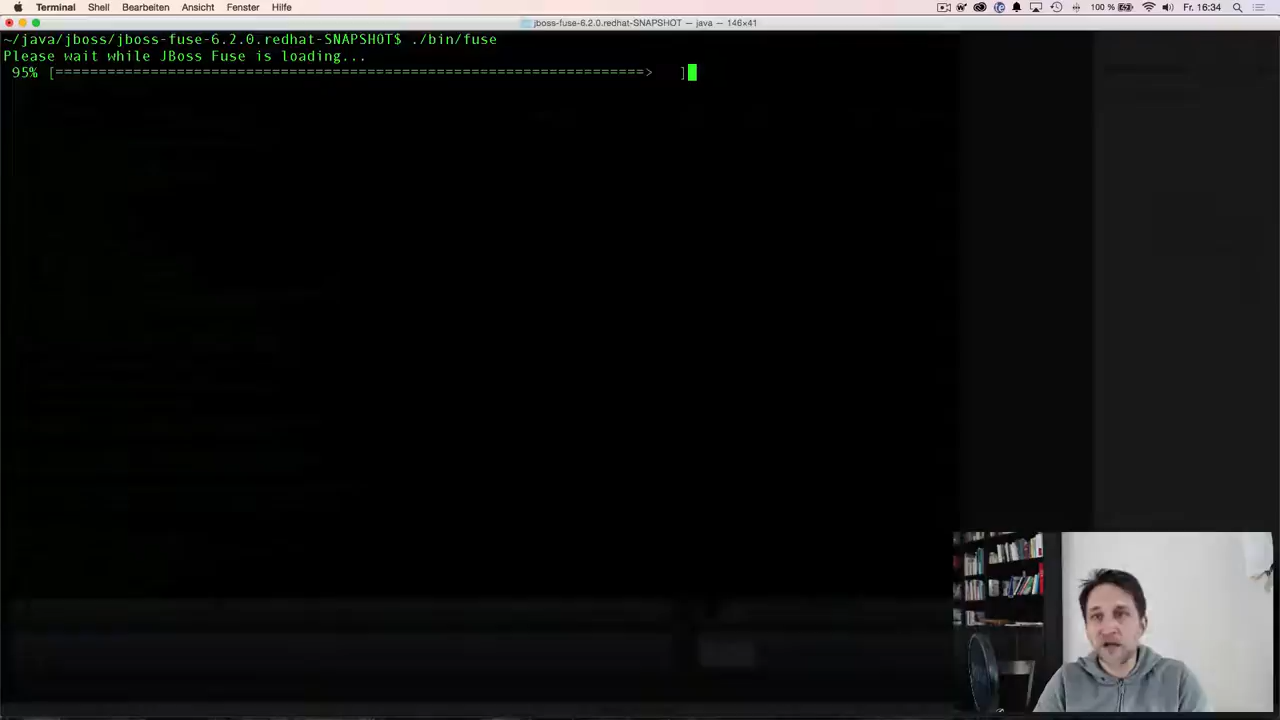 Terminal Shell Bearbeiten Ansicht Fenster Hilfe 100 % Fr. 16:34
jboss-fuse-6.2.0.redhat-SNAPSHOT — java — 146×41
~/java/jboss/jboss-fuse-6.2.0.redhat-SNAPSHOT$ ./bin/fuse
Please wait while JBoss Fuse is loading...
95% [====================================================================> ]